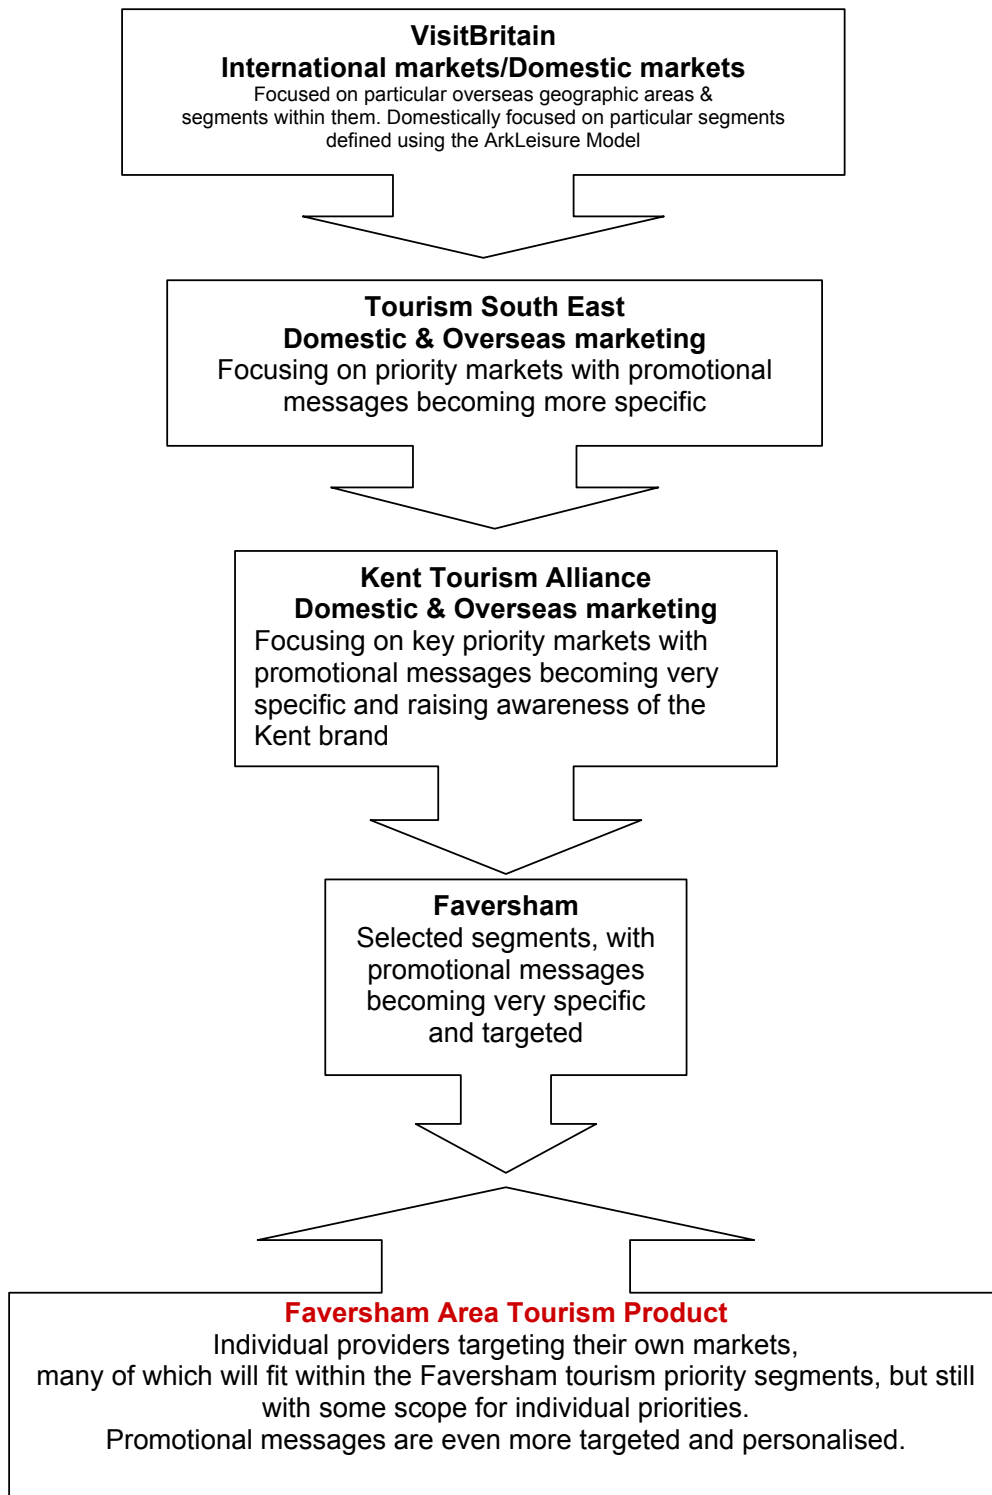 VisitBritain
International markets/Domestic markets
Focused on particular overseas geographic areas &
segments within them. Domestically focused on particular segments
defined using the ArkLeisure Model
Tourism South East
Domestic & Overseas marketing
Focusing on priority markets with promotional
messages becoming more specific
Kent Tourism Alliance
Domestic & Overseas marketing
Focusing on key priority markets with
promotional messages becoming very
specific and raising awareness of the
Kent brand
Faversham
Selected segments, with
promotional messages
becoming very specific
and targeted
Faversham Area Tourism Product
Individual providers targeting their own markets,
many of which will fit within the Faversham tourism priority segments, but still
with some scope for individual priorities.
Promotional messages are even more targeted and personalised.